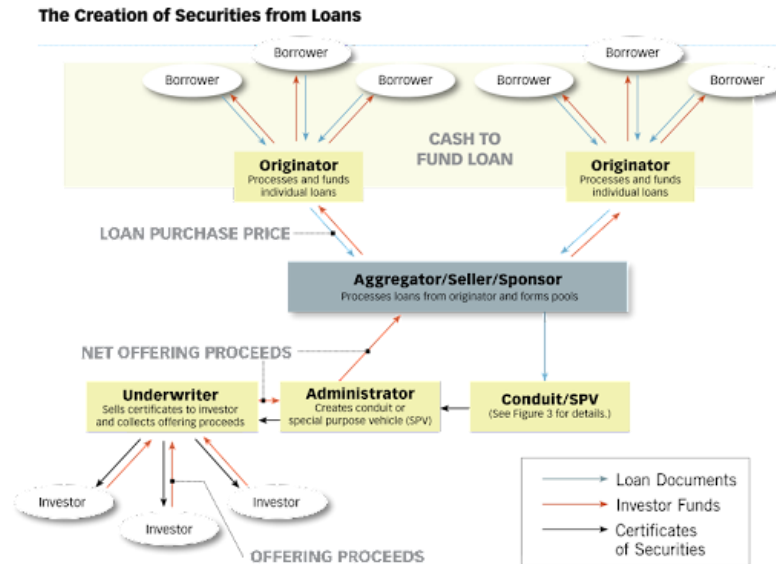 The Creation of Securities from Loans
Borrower
Borrower
Borrower
Borrower
Borrower
Borrower
CASH TO
FUND LOAN
Originator
Processes and funds
individual loans
Originator
Processes and funds
individual loans
LOAN PURCHASE PRICE
Aggregator/Seller/Sponsor
Processes loans from originator and forms pools
NET OFFERING PROCEEDS
Underwriter
Sells certificates to investor
and collects offering proceeds
Administrator
Creates conduit or
special purpose vehicle (SPV)
Conduit/SPV
(See Figure 3 for details.)
Investor
Investor
Investor
OFFERING PROCEEDS
Loan Documents
Investor Funds
Certificates
of Securities